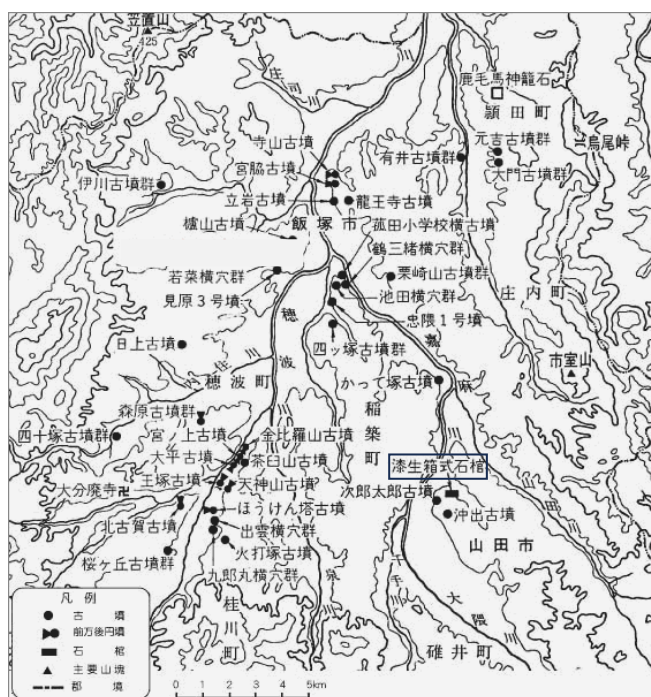 笠置山
425
庄司川
鹿毛馬神籠石
頴田町
元吉古墳群
烏尾峠
大門古墳群
有井古墳群
寺山古墳
宮脇古墳
伊川古墳群
立岩古墳
龍王寺古墳
飯塚市
櫨山古墳
菰田小学校横古墳
鶴三緒横穴群
栗崎山古墳群
若菜横穴群
池田横穴群
庄内町
見原3号墳
忠隈1号墳
穂波川
四ッ塚古墳群
日上古墳
市室山
穂波町
かって塚古墳
稲築町
森原古墳群
宮ノ上古墳
金比羅山古墳
四十塚古墳群
大平古墳
茶臼山古墳
漆生箱式石棺
王塚古墳
天神山古墳
次郎太郎古墳
大分廃寺卍
ほうけん塔古墳
沖出古墳
北古賀古墳
出雲横穴群
山田市
桜ヶ丘古墳群
火打塚古墳
九郎丸横穴群
千手川
大隈
桂川町
碓井町
凡例
古墳
前方後円墳
石棺
主要山塊
郡境
0 1 2 3 4 5km